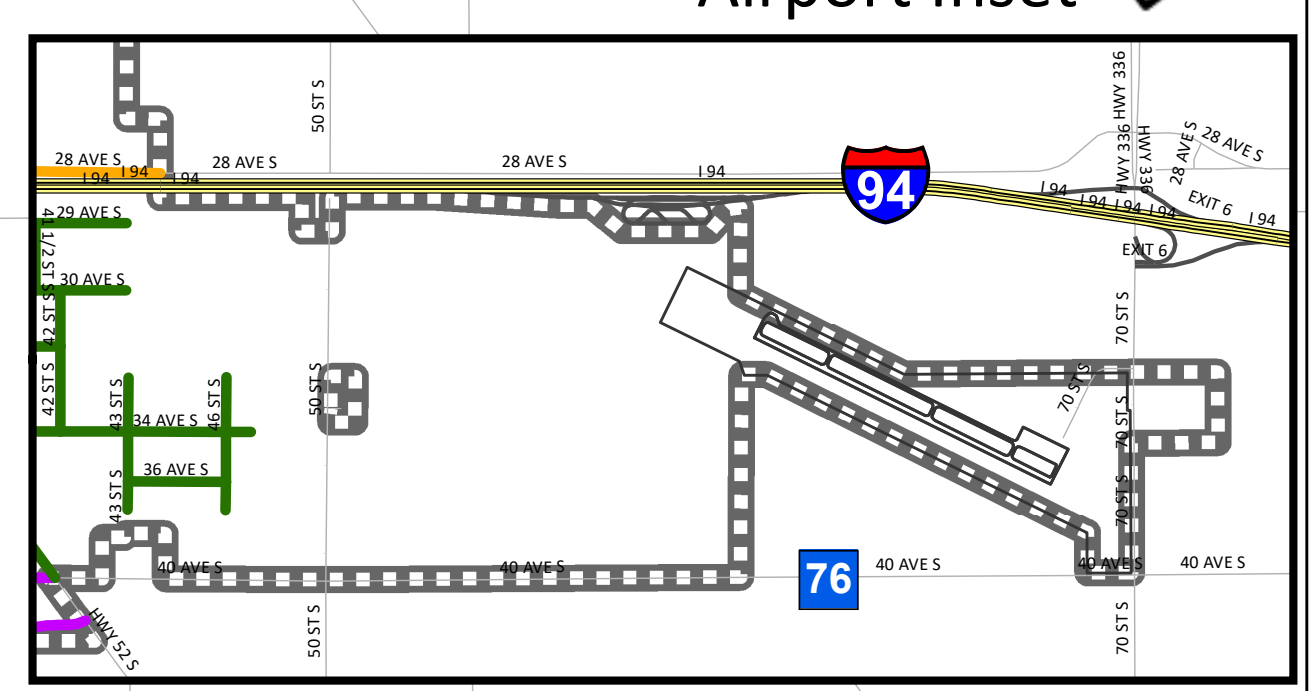 Airport Inset
HWY 336
50 ST S
HWY 336
HWY 336
28 AVE S
28 AVE S
28 AVE S
28 AVE S
28 AVE S
I 94
I 94
I 94
I 94
94
I 94
I 94
I 94
I 94
EXIT 6
I 94
EXIT 6
41 1/2 ST S
29 AVE S
30 AVE S
42 ST S
42 ST S
43 ST S
46 ST S
50 ST S
34 AVE S
36 AVE S
43 ST S
70 ST S
70 ST S
70 ST S
70 ST S
40 AVE S
40 AVE S
76
40 AVE S
40 AVE S
40 AVE S
HWY 52 S
50 ST S
70 ST S